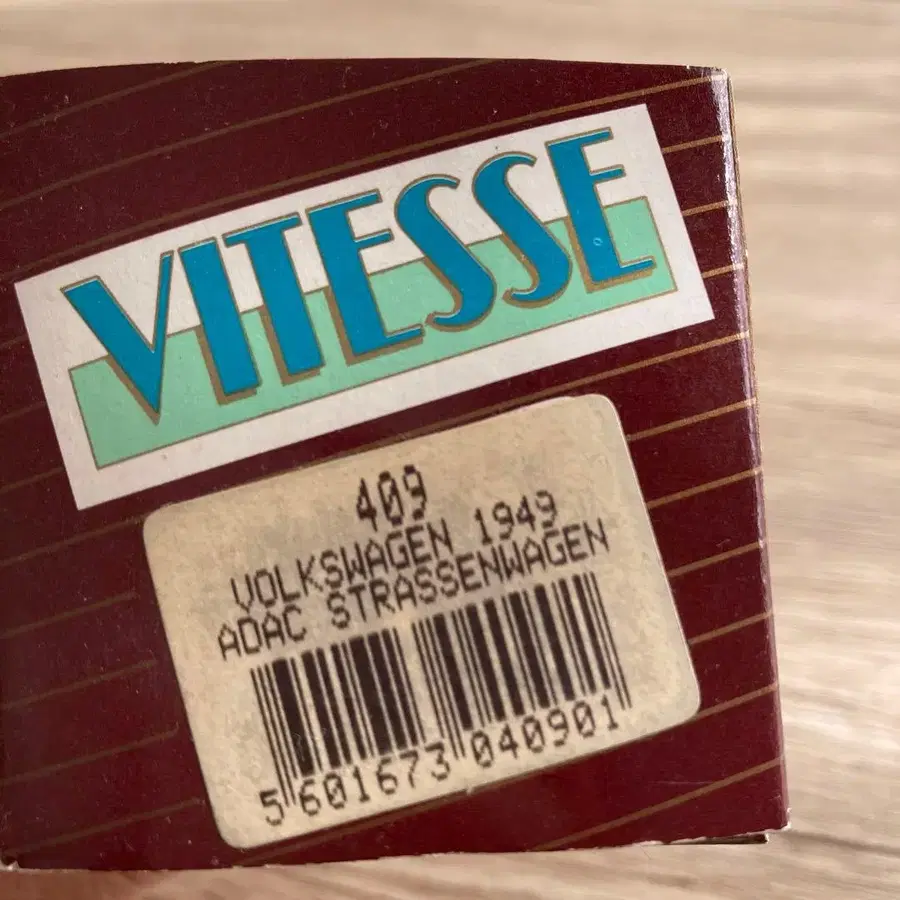 VITESSE
409
VOLKSWAGEN 1949
ADAC STRASSENWAGEN
5 601673 040901